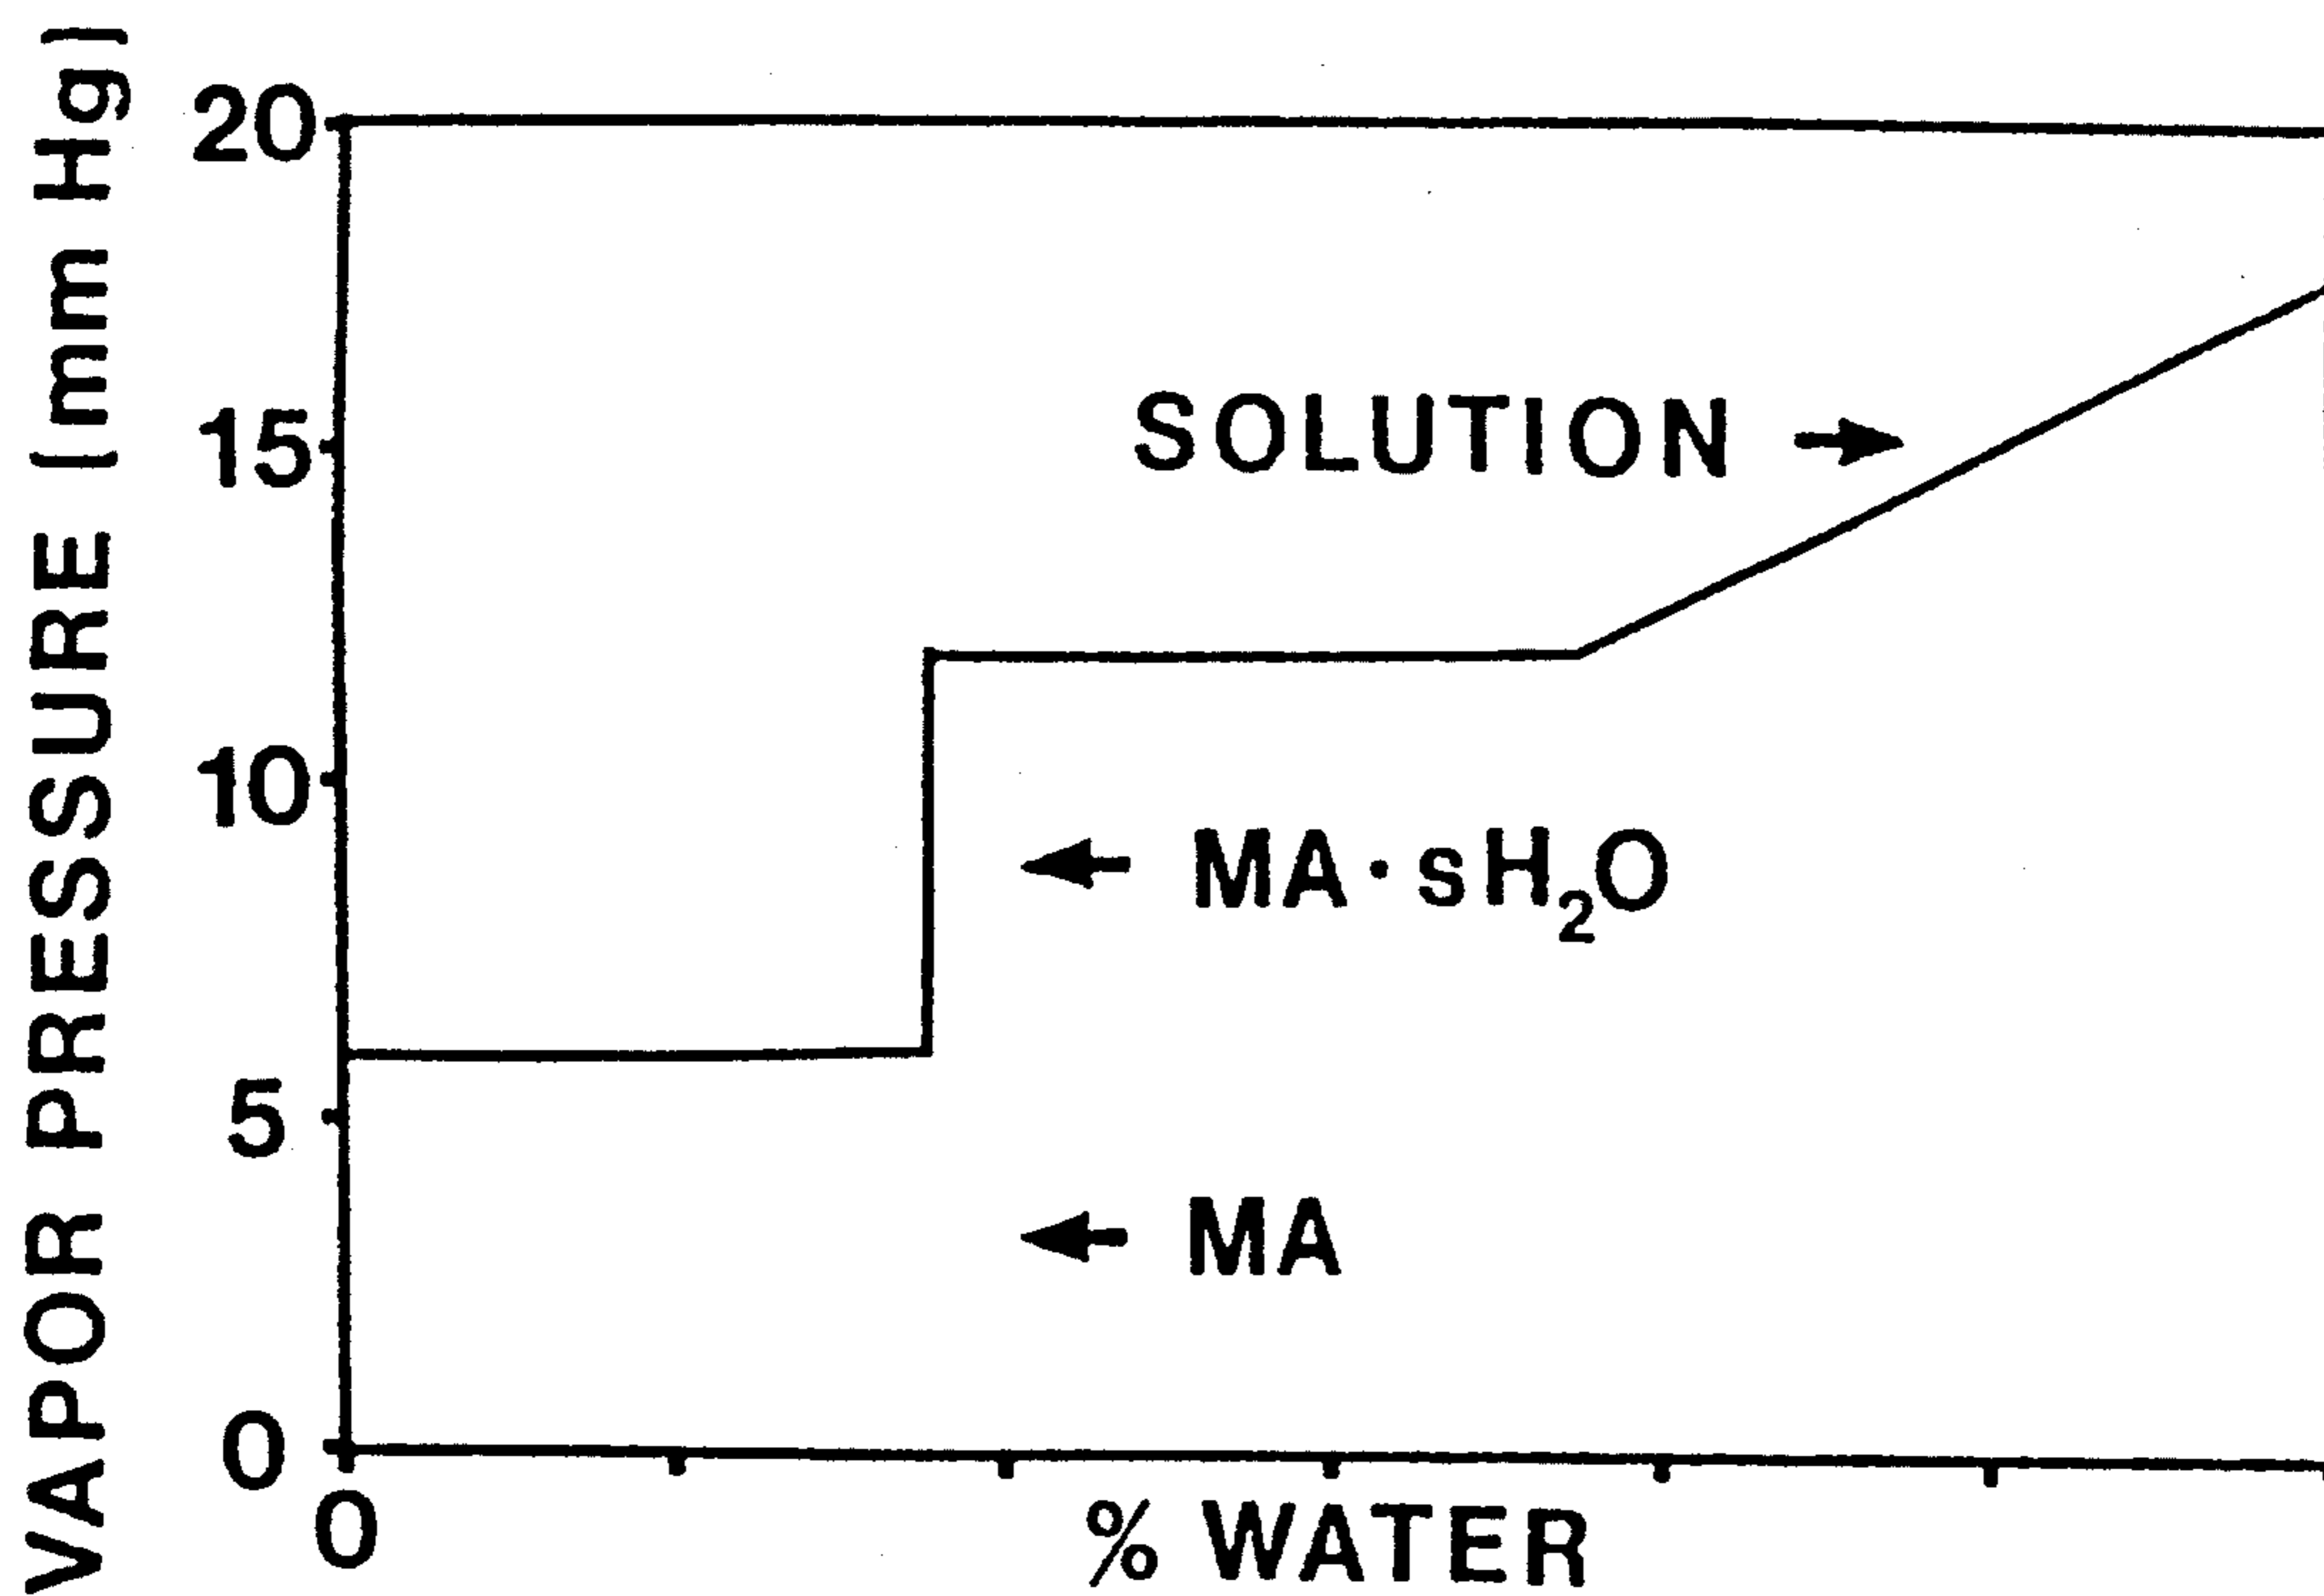 VAPOR PRESSURE (mm Hg)
20
15
10
5
0
SOLUTION
MA·sH₂O
MA
0
% WATER